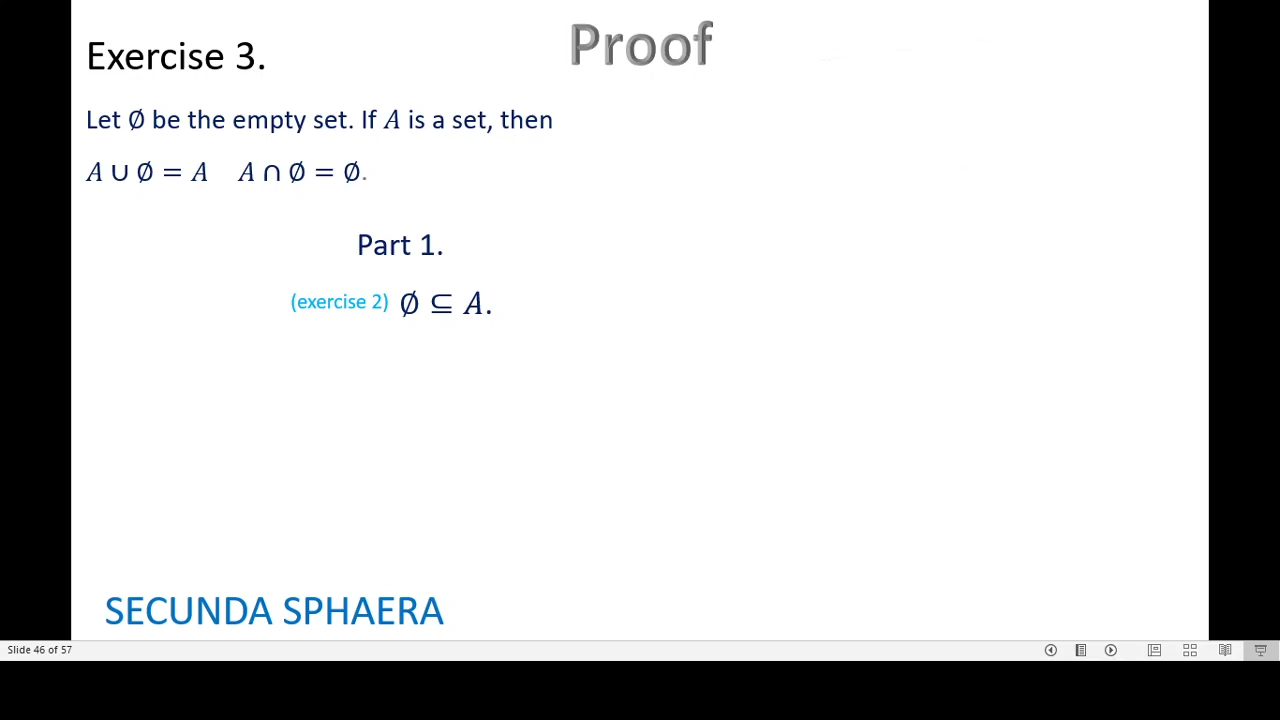 Proof
Exercise 3.
Let ∅ be the empty set. If A is a set, then
A ∪ ∅ = A A ∩ ∅ = ∅.
Part 1.
(exercise 2) ∅ ⊆ A.
SECUNDA SPHAERA
Slide 46 of 57